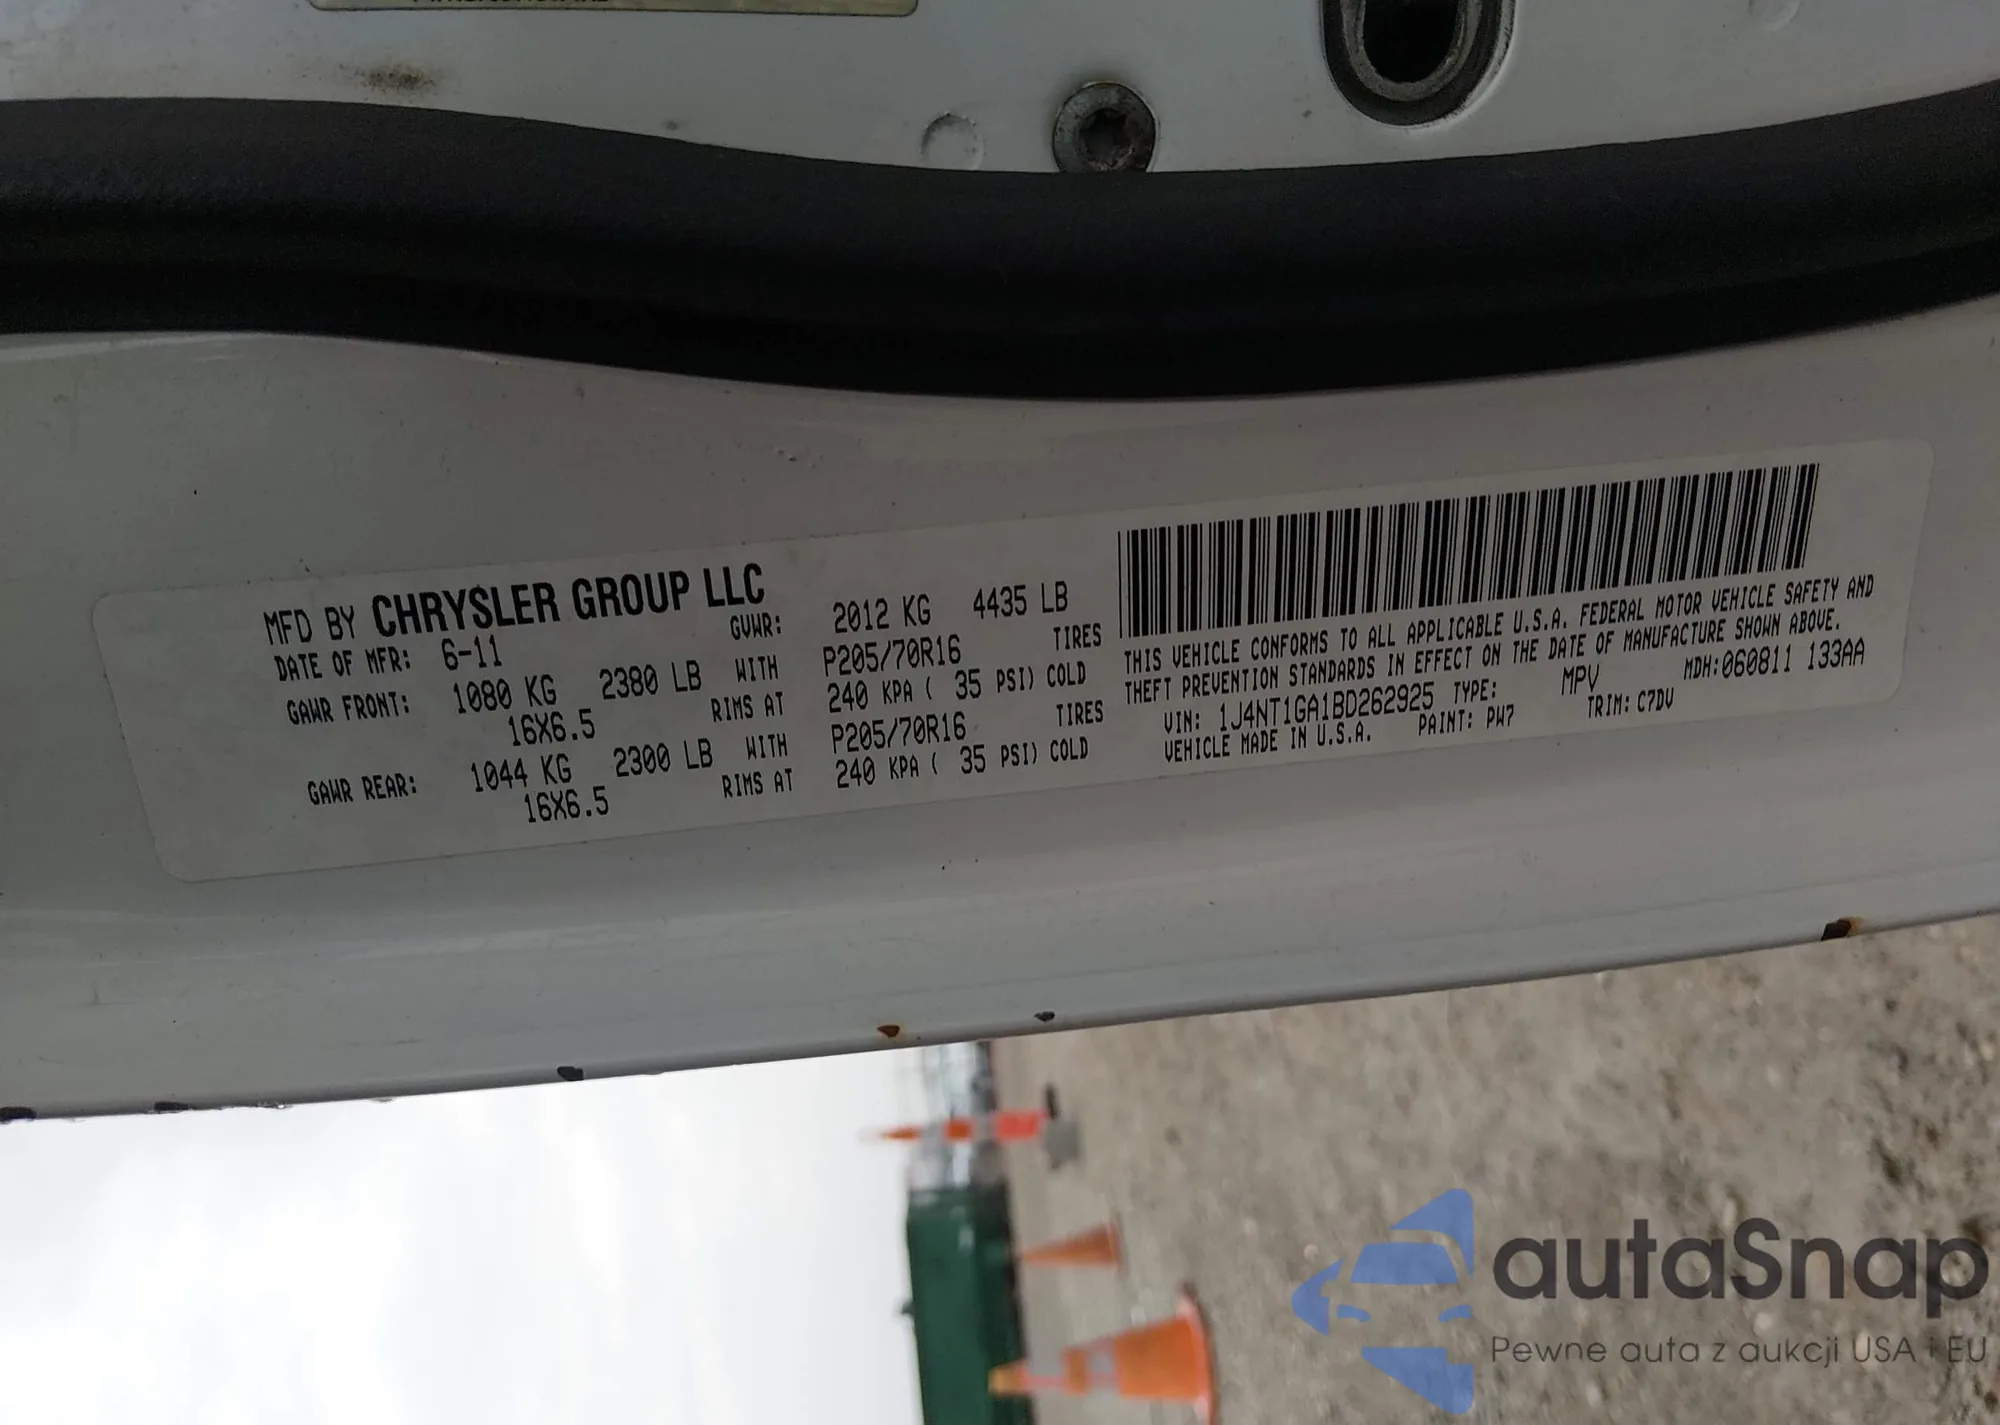 MFD BY CHRYSLER GROUP LLC
DATE OF MFR: 6-11 GVWR: 2012 KG 4435 LB
GAWR FRONT: 1080 KG 2380 LB WITH P205/70R16 TIRES
16X6.5 RIMS AT 240 KPA ( 35 PSI) COLD
GAWR REAR: 1044 KG 2300 LB WITH P205/70R16 TIRES
16X6.5 RIMS AT 240 KPA ( 35 PSI) COLD
THIS VEHICLE CONFORMS TO ALL APPLICABLE U.S.A. FEDERAL MOTOR VEHICLE SAFETY AND
THEFT PREVENTION STANDARDS IN EFFECT ON THE DATE OF MANUFACTURE SHOWN ABOVE.
VIN: 1J4NT1GA1BD262925 TYPE: MPV MDH:060811 133AA
VEHICLE MADE IN U.S.A. PAINT: PW7 TRIM: C7DV
autaSnap
Pewne auta z aukcji USA i EU